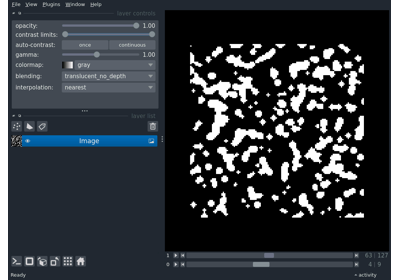 File View Plugins Window Help
layer controls
opacity: 1.00
contrast limits:
auto-contrast: once continuous
gamma: 1.00
colormap: gray
blending: translucent_no_depth
interpolation: nearest
layer list
Image
1 63 127
0 4 9
Ready activity